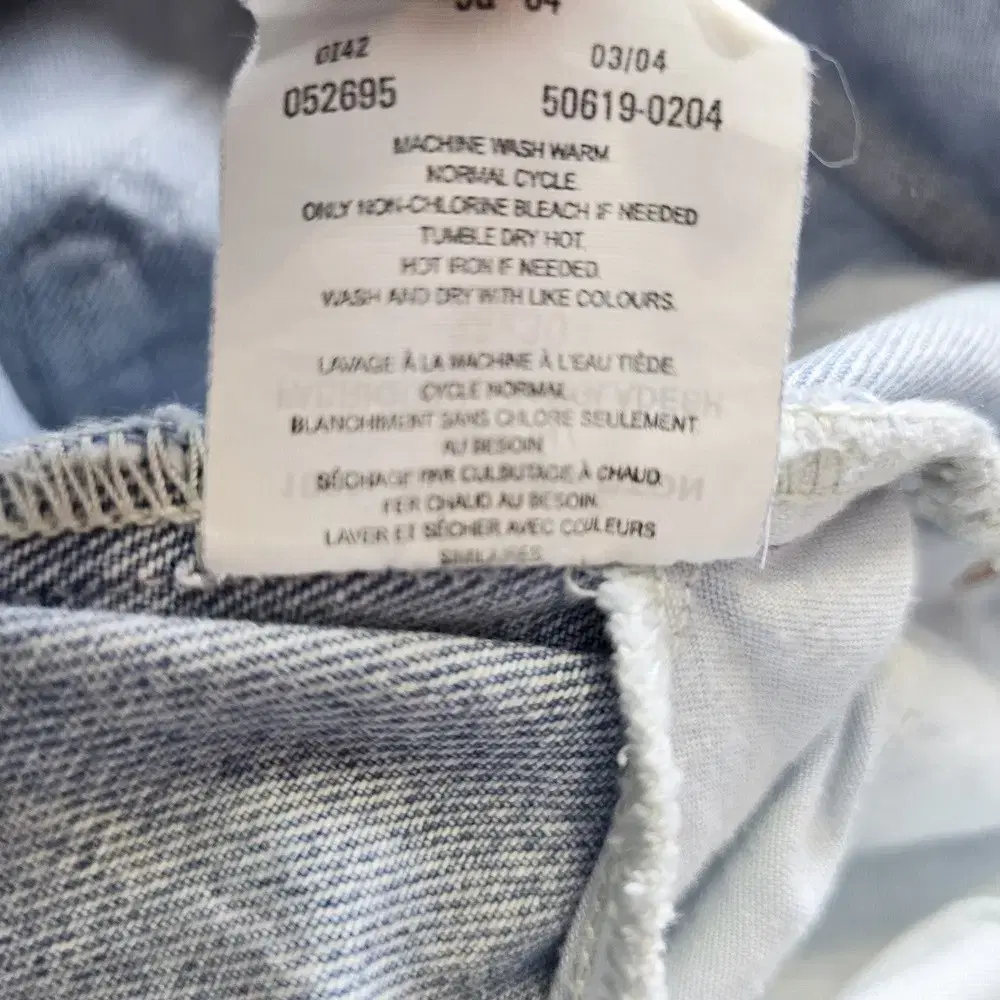 0I42 03/04
052695 50619-0204
MACHINE WASH WARM
NORMAL CYCLE.
ONLY NON-CHLORINE BLEACH IF NEEDED
TUMBLE DRY HOT.
HOT IRON IF NEEDED.
WASH AND DRY WITH LIKE COLOURS.
LAVAGE À LA MACHINE À L'EAU TIÈDE.
CYCLE NORMAL.
BLANCHIMENT SANS CHLORE SEULEMENT
AU BESOIN
SÉCHAGE PAR CULBUTAGE À CHAUD.
FER CHAUD AU BESOIN.
LAVER ET SÉCHER AVEC COULEURS
SIMILAIRES